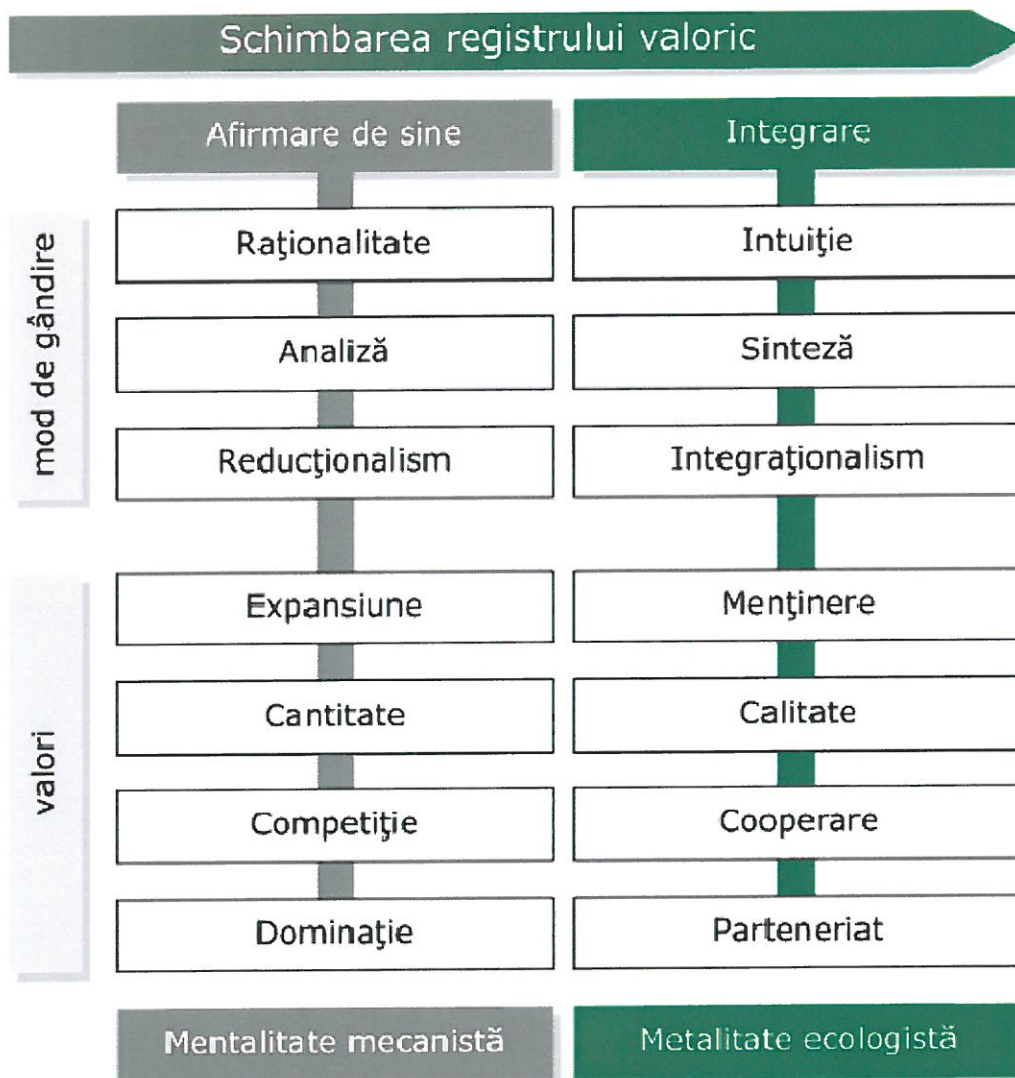 Schimbarea registrului valoric
Afirmare de sine
Integrare
mod de gândire
Raţionalitate
Intuiţie
Analiză
Sinteză
Reducţionalism
Integraţionalism
valori
Expansiune
Menţinere
Cantitate
Calitate
Competiţie
Cooperare
Dominaţie
Parteneriat
Mentalitate mecanistă
Metalitate ecologistă